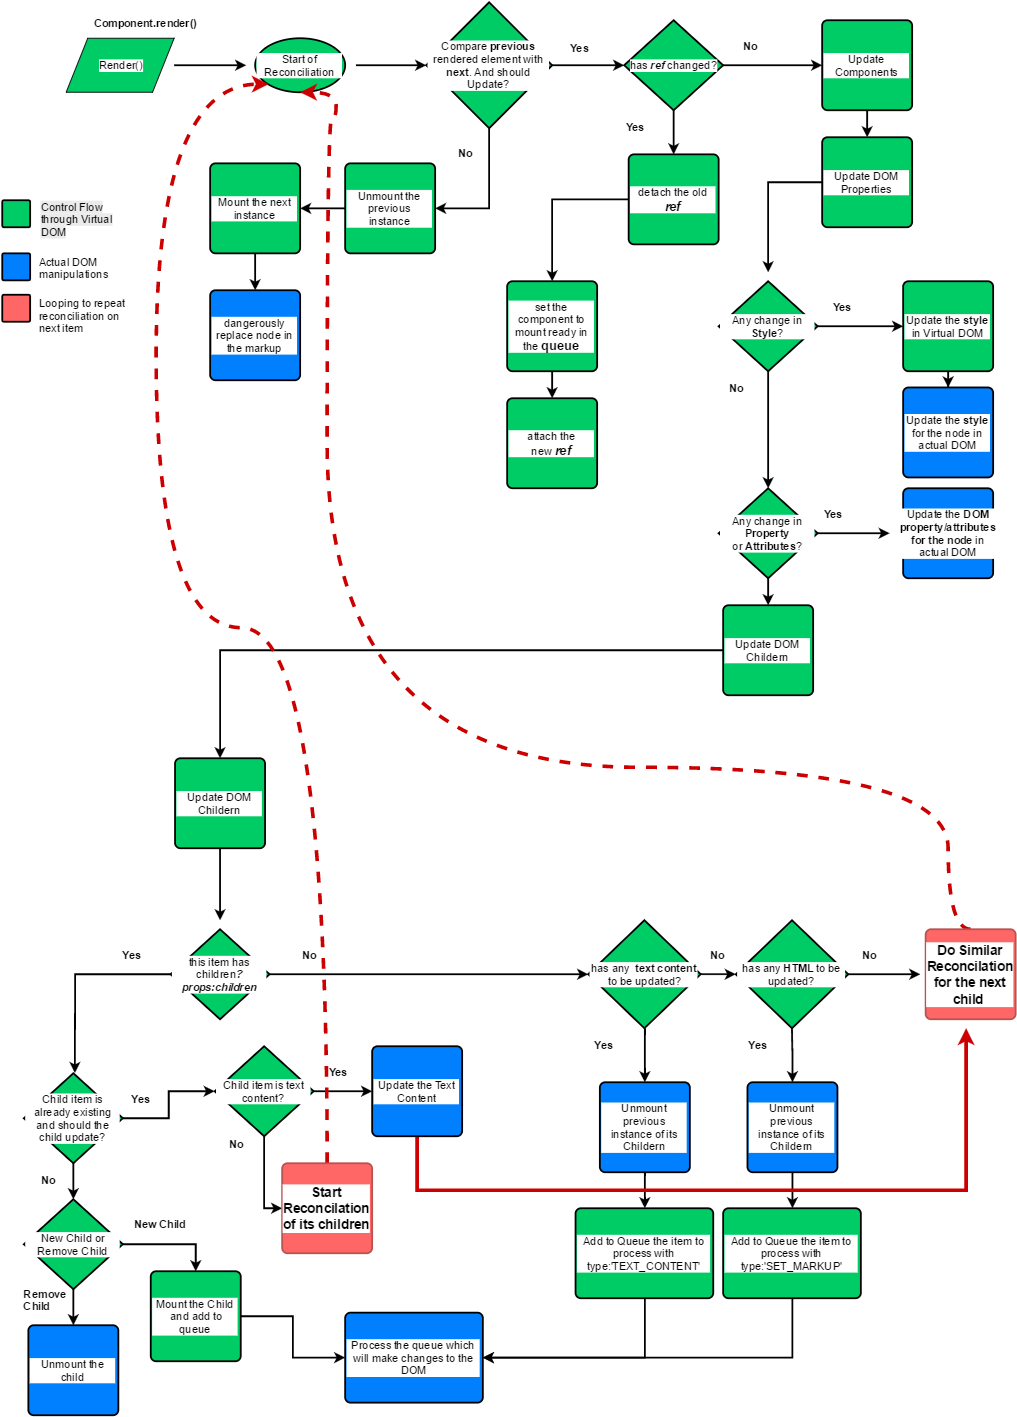 Component.render()
Render()
Start of
Reconciliation
Compare previous
rendered element with
next. And should
Update?
Yes
has ref changed?
No
Update
Components
Yes
No
Update DOM
Properties
detach the old
ref
Unmount the
previous
instance
Mount the next
instance
Control Flow
through Virtual
DOM
Actual DOM
manipulations
Looping to repeat
reconciliation on
next item
dangerously
replace node in
the markup
set the
component to
mount ready in
the queue
Any change in
Style?
Yes
Update the style
in Virtual DOM
No
Update the style
for the node in
actual DOM
attach the
new ref
Any change in
Property
or Attributes?
Yes
Update the DOM
property/attributes
for the node in
actual DOM
Update DOM
Childern
Update DOM
Childern
Yes
this item has
children?
props:children
No
has any text content
to be updated?
No
has any HTML to be
updated?
No
Do Similar
Reconcilation
for the next
child
Yes
Yes
Child item is
already existing
and should the
child update?
Yes
Child item is text
content?
Yes
Update the Text
Content
Unmount
previous
instance of its
Childern
Unmount
previous
instance of its
Childern
No
No
Start
Reconcilation
of its children
New Child or
Remove Child
New Child
Add to Queue the item to
process with
type:'TEXT_CONTENT'
Add to Queue the item to
process with
type:'SET_MARKUP'
Remove
Child
Mount the Child
and add to
queue
Unmount the
child
Process the queue which
will make changes to the
DOM